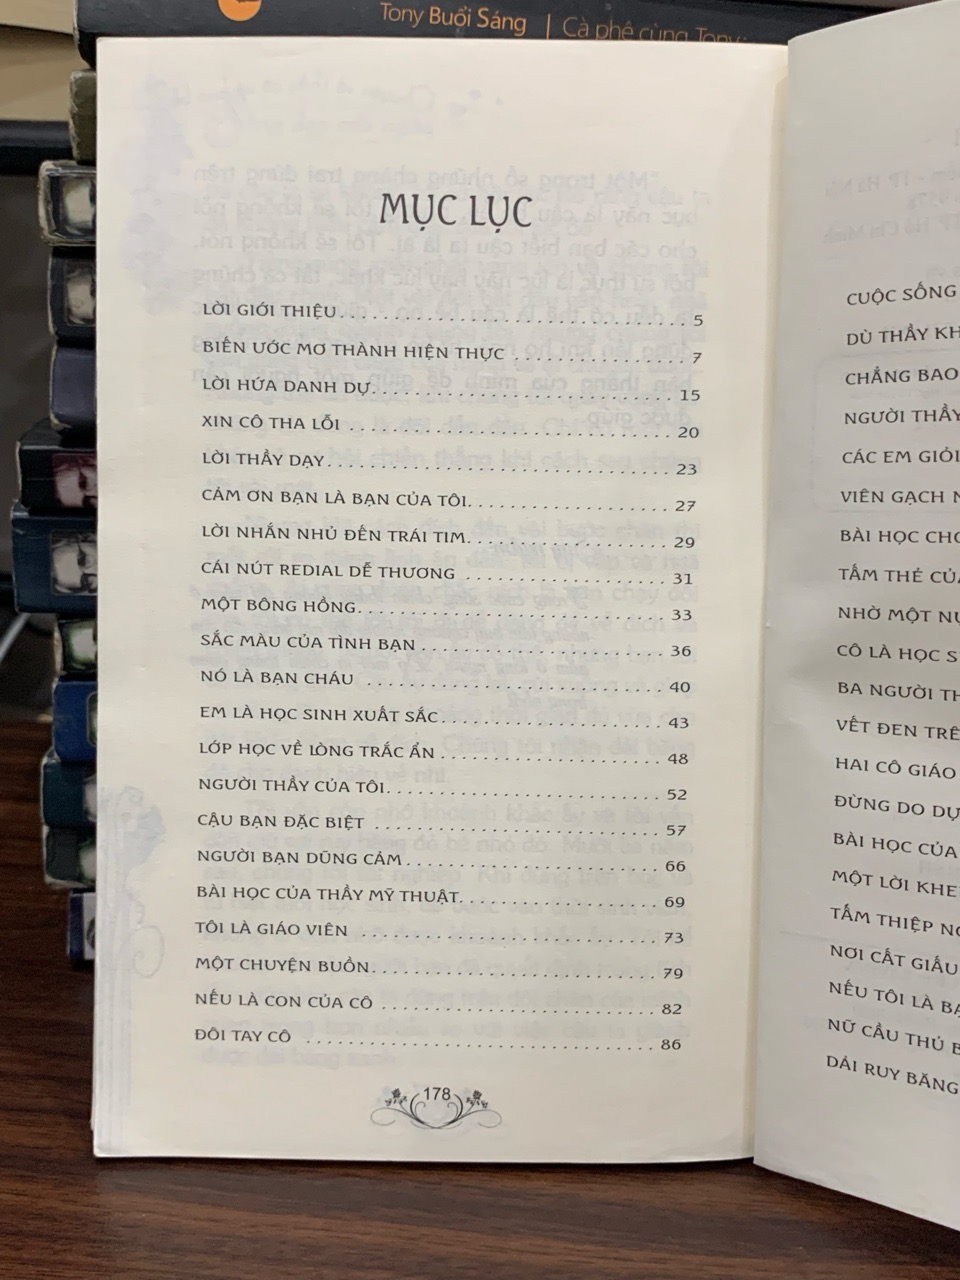 Tony Buổi Sáng | Cà phê cùng Tony
MỤC LỤC
LỜI GIỚI THIỆU. . . . . . . . . . . . . . . . . . . . . . . . . . . . . . 5
BIẾN ƯỚC MƠ THÀNH HIỆN THỰC . . . . . . . . . . . . . . . . 7
LỜI HỨA DANH DỰ. . . . . . . . . . . . . . . . . . . . . . . . . . . 15
XIN CÔ THA LỖI . . . . . . . . . . . . . . . . . . . . . . . . . . . . 20
LỜI THẦY DẠY. . . . . . . . . . . . . . . . . . . . . . . . . . . . . . 23
CẢM ƠN BẠN LÀ BẠN CỦA TÔI. . . . . . . . . . . . . . . . . . 27
LỜI NHẮN NHỦ ĐẾN TRÁI TIM. . . . . . . . . . . . . . . . . . 29
CÁI NÚT REDIAL DỄ THƯƠNG . . . . . . . . . . . . . . . . . . 31
MỘT BÔNG HỒNG. . . . . . . . . . . . . . . . . . . . . . . . . . . 33
SẮC MÀU CỦA TÌNH BẠN . . . . . . . . . . . . . . . . . . . . . . 36
NÓ LÀ BẠN CHÁU . . . . . . . . . . . . . . . . . . . . . . . . . . . 40
EM LÀ HỌC SINH XUẤT SẮC. . . . . . . . . . . . . . . . . . . . 43
LỚP HỌC VỀ LÒNG TRẮC ẨN . . . . . . . . . . . . . . . . . . . . 48
NGƯỜI THẦY CỦA TÔI. . . . . . . . . . . . . . . . . . . . . . . . . 52
CẬU BẠN ĐẶC BIỆT . . . . . . . . . . . . . . . . . . . . . . . . . . 57
NGƯỜI BẠN DŨNG CẢM . . . . . . . . . . . . . . . . . . . . . . . 66
BÀI HỌC CỦA THẦY MỸ THUẬT. . . . . . . . . . . . . . . . . . 69
TÔI LÀ GIÁO VIÊN . . . . . . . . . . . . . . . . . . . . . . . . . . . 73
MỘT CHUYỆN BUỒN. . . . . . . . . . . . . . . . . . . . . . . . . . 79
NẾU LÀ CON CỦA CÔ . . . . . . . . . . . . . . . . . . . . . . . . . 82
ĐÔI TAY CÔ . . . . . . . . . . . . . . . . . . . . . . . . . . . . . . . 86
178
CUỘC SỐNG
DÙ THẦY KH
CHẲNG BAO
NGƯỜI THẦY
CÁC EM GIỎI
VIÊN GẠCH N
BÀI HỌC CHO
TẤM THẺ CỦA
NHỜ MỘT NỤ
CÔ LÀ HỌC S
BA NGƯỜI TH
VẾT ĐEN TRÊ
HAI CÔ GIÁO
ĐỪNG DO DỰ
BÀI HỌC CỦA
MỘT LỜI KHE
TẤM THIỆP NG
NƠI CẤT GIẤU
NẾU TÔI LÀ BẠ
NỮ CẦU THỦ B
DẢI RUY BĂNG